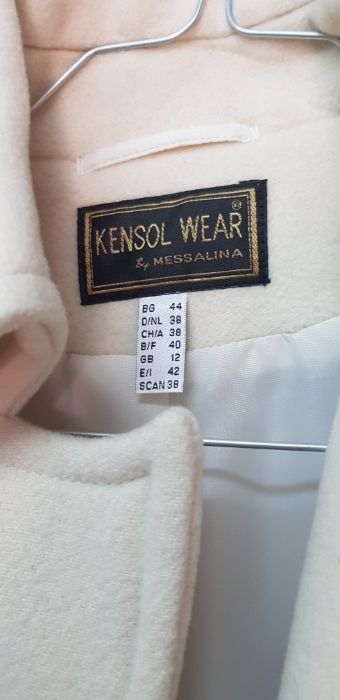 KENSOL WEAR ®
By MESSALINA
BG 44
D/NL 38
CH/A 38
B/F 40
GB 12
E/I 42
SCAN 38